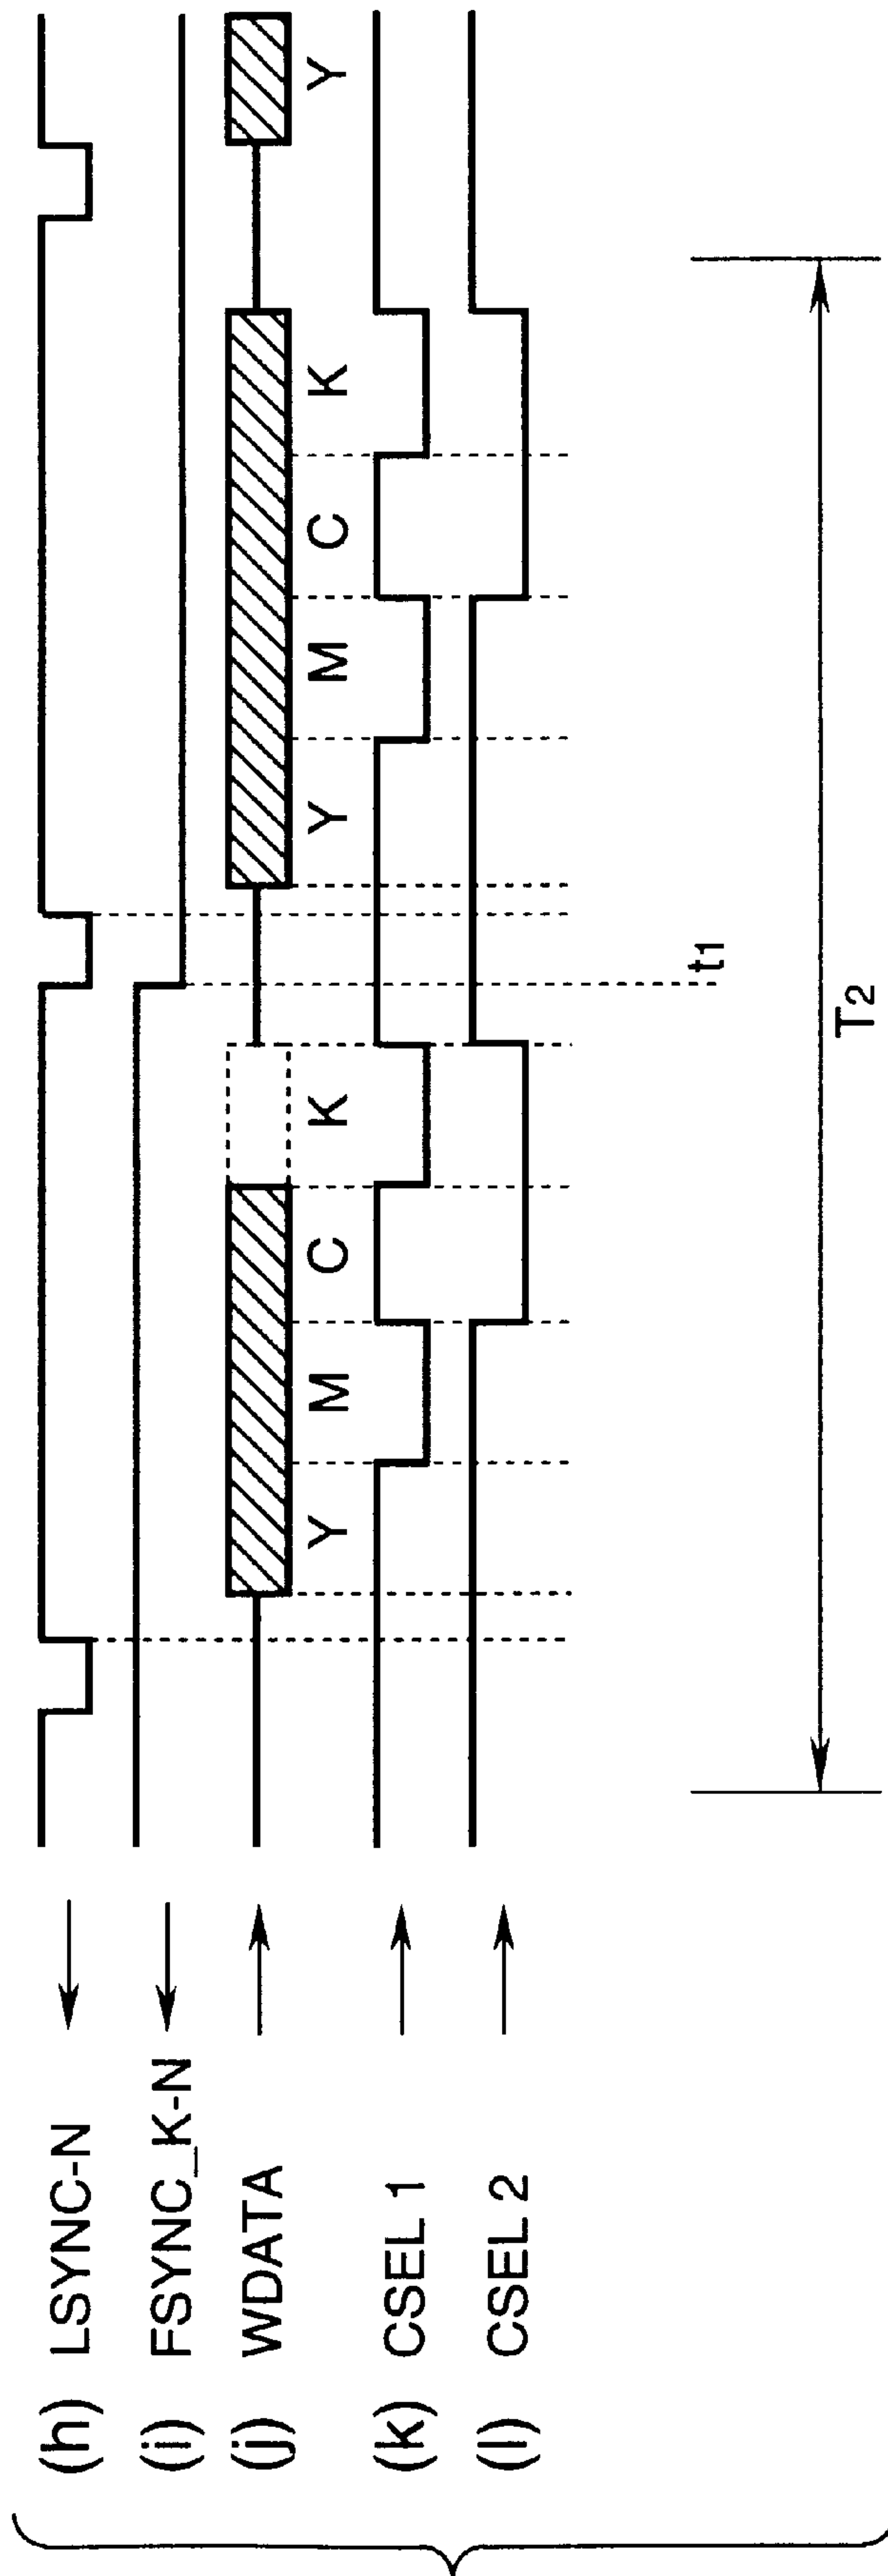 (h) LSYNC-N
(i) FSYNC_K-N
(j) WDATA
Y M C K Y M C K Y
(k) CSEL 1
(l) CSEL 2
t1
T2